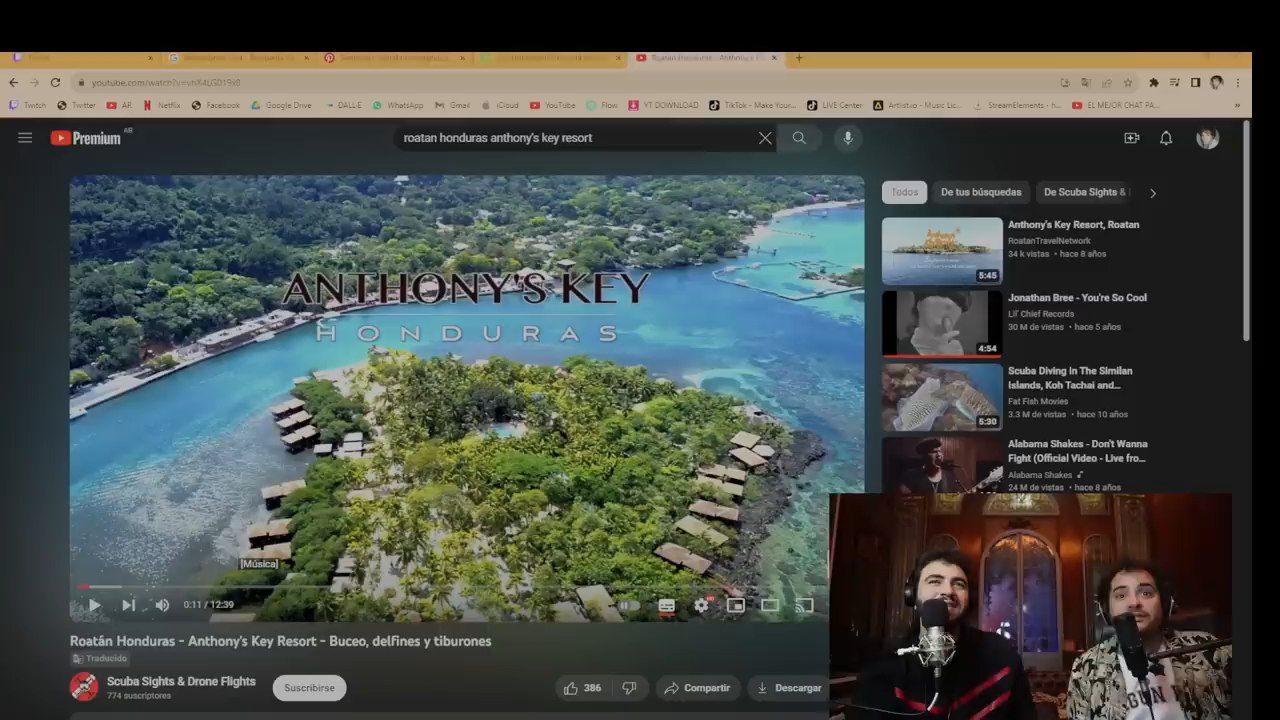 youtube.com/watch?v=vhX4LG019j8
Twitch
Twitter
AR
Netflix
Facebook
Google Drive
DALL·E
WhatsApp
Gmail
iCloud
YouTube
Flow
YT DOWNLOAD
TikTok - Make Your...
LIVE Center
Artlist.io - Music Lic...
StreamElements - h...
EL MEJOR CHAT PA...
Premium AR
roatan honduras anthony's key resort
ANTHONY'S KEY
HONDURAS
[Música]
0:11 / 12:39
Roatán Honduras - Anthony's Key Resort - Buceo, delfines y tiburones
Traducido
Scuba Sights & Drone Flights
774 suscriptores
Suscribirse
386
Compartir
Descargar
Todos
De tus búsquedas
De Scuba Sights &
Anthony's Key Resort, Roatan
RoatanTravelNetwork
34 k vistas • hace 8 años
5:45
Jonathan Bree - You're So Cool
Lil' Chief Records
30 M de vistas • hace 5 años
4:54
Scuba Diving In The Similan
Islands, Koh Tachai and...
Fat Fish Movies
3.3 M de vistas • hace 10 años
5:30
Alabama Shakes - Don't Wanna
Fight (Official Video - Live fro...
Alabama Shakes
24 M de vistas • hace 8 años